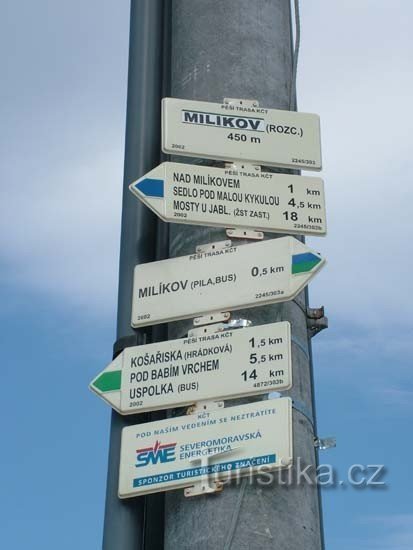 PĚŠÍ TRASA KČT
MILIKOV (ROZC.)
450 m
2002 2245/303
PĚŠÍ TRASA KČT
NAD MILÍKOVEM 1 km
SEDLO POD MALOU KYKULOU 4,5 km
MOSTY U JABL. (ŽST ZAST.) 18 km
2002 2245/303b
PĚŠÍ TRASA KČT
MILÍKOV (PILA,BUS) 0,5 km
2002 2245/303a
PĚŠÍ TRASA KČT
KOŠAŘISKA (HRÁDKOVÁ) 1,5 km
POD BABÍM VRCHEM 5,5 km
USPOLKA (BUS) 14 km
2002 4872/303b
KČT
POD NAŠÍM VEDENÍM SE NEZTRATÍTE
SME SEVEROMORAVSKÁ
ENERGETIKA
SPONZOR TURISTICKÉHO ZNAČENÍ
Turistika.cz